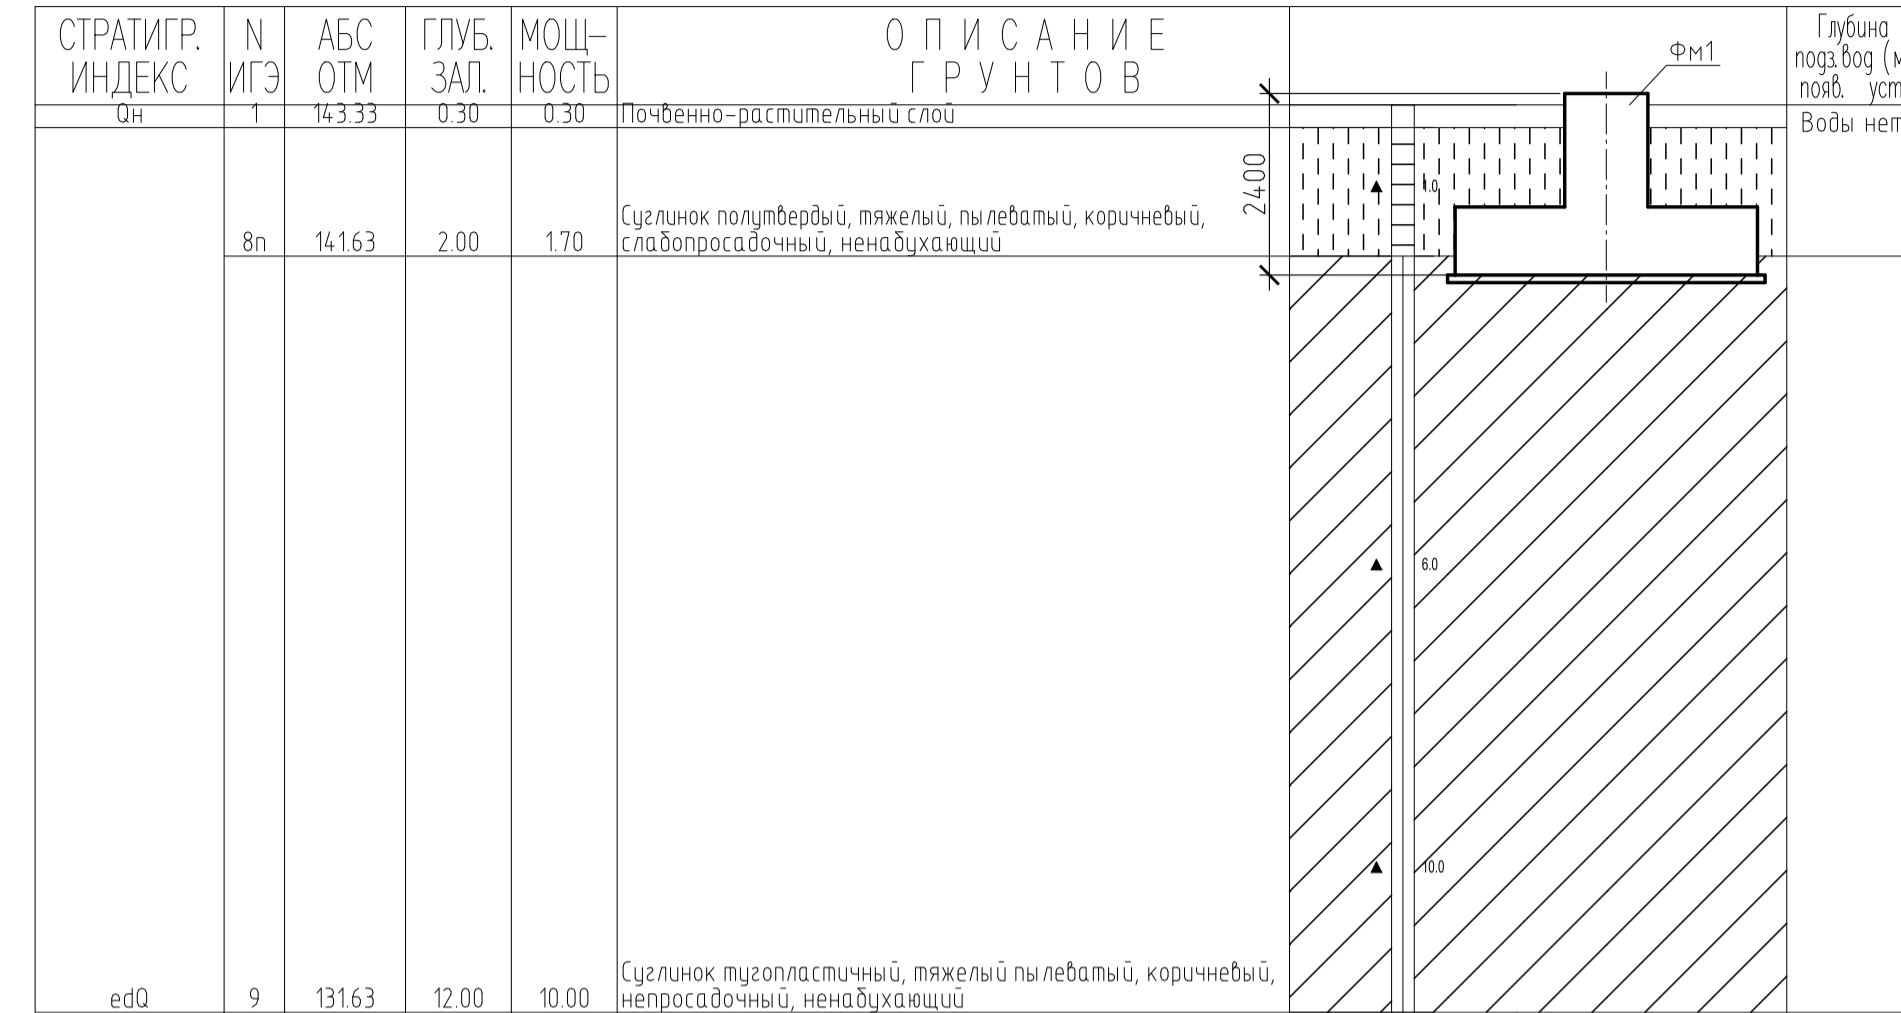 СТРАТИГР. ИНДЕКС
N ИГЭ
АБС ОТМ
ГЛУБ. ЗАЛ.
МОЩ-НОСТЬ
ОПИСАНИЕ
ГРУНТОВ
Фм1
Глубина
подз.вод (м
появ. уст
Qн 1 143.33 0.30 0.30 Почвенно-растительный слой
Воды нет
2400
1.0
Суглинок полутвердый, тяжелый, пылеватый, коричневый,
8п 141.63 2.00 1.70 слабопросадочный, ненабухающий
6.0
10.0
Суглинок тугопластичный, тяжелый пылеватый, коричневый,
edQ 9 131.63 12.00 10.00 непросадочный, ненабухающий